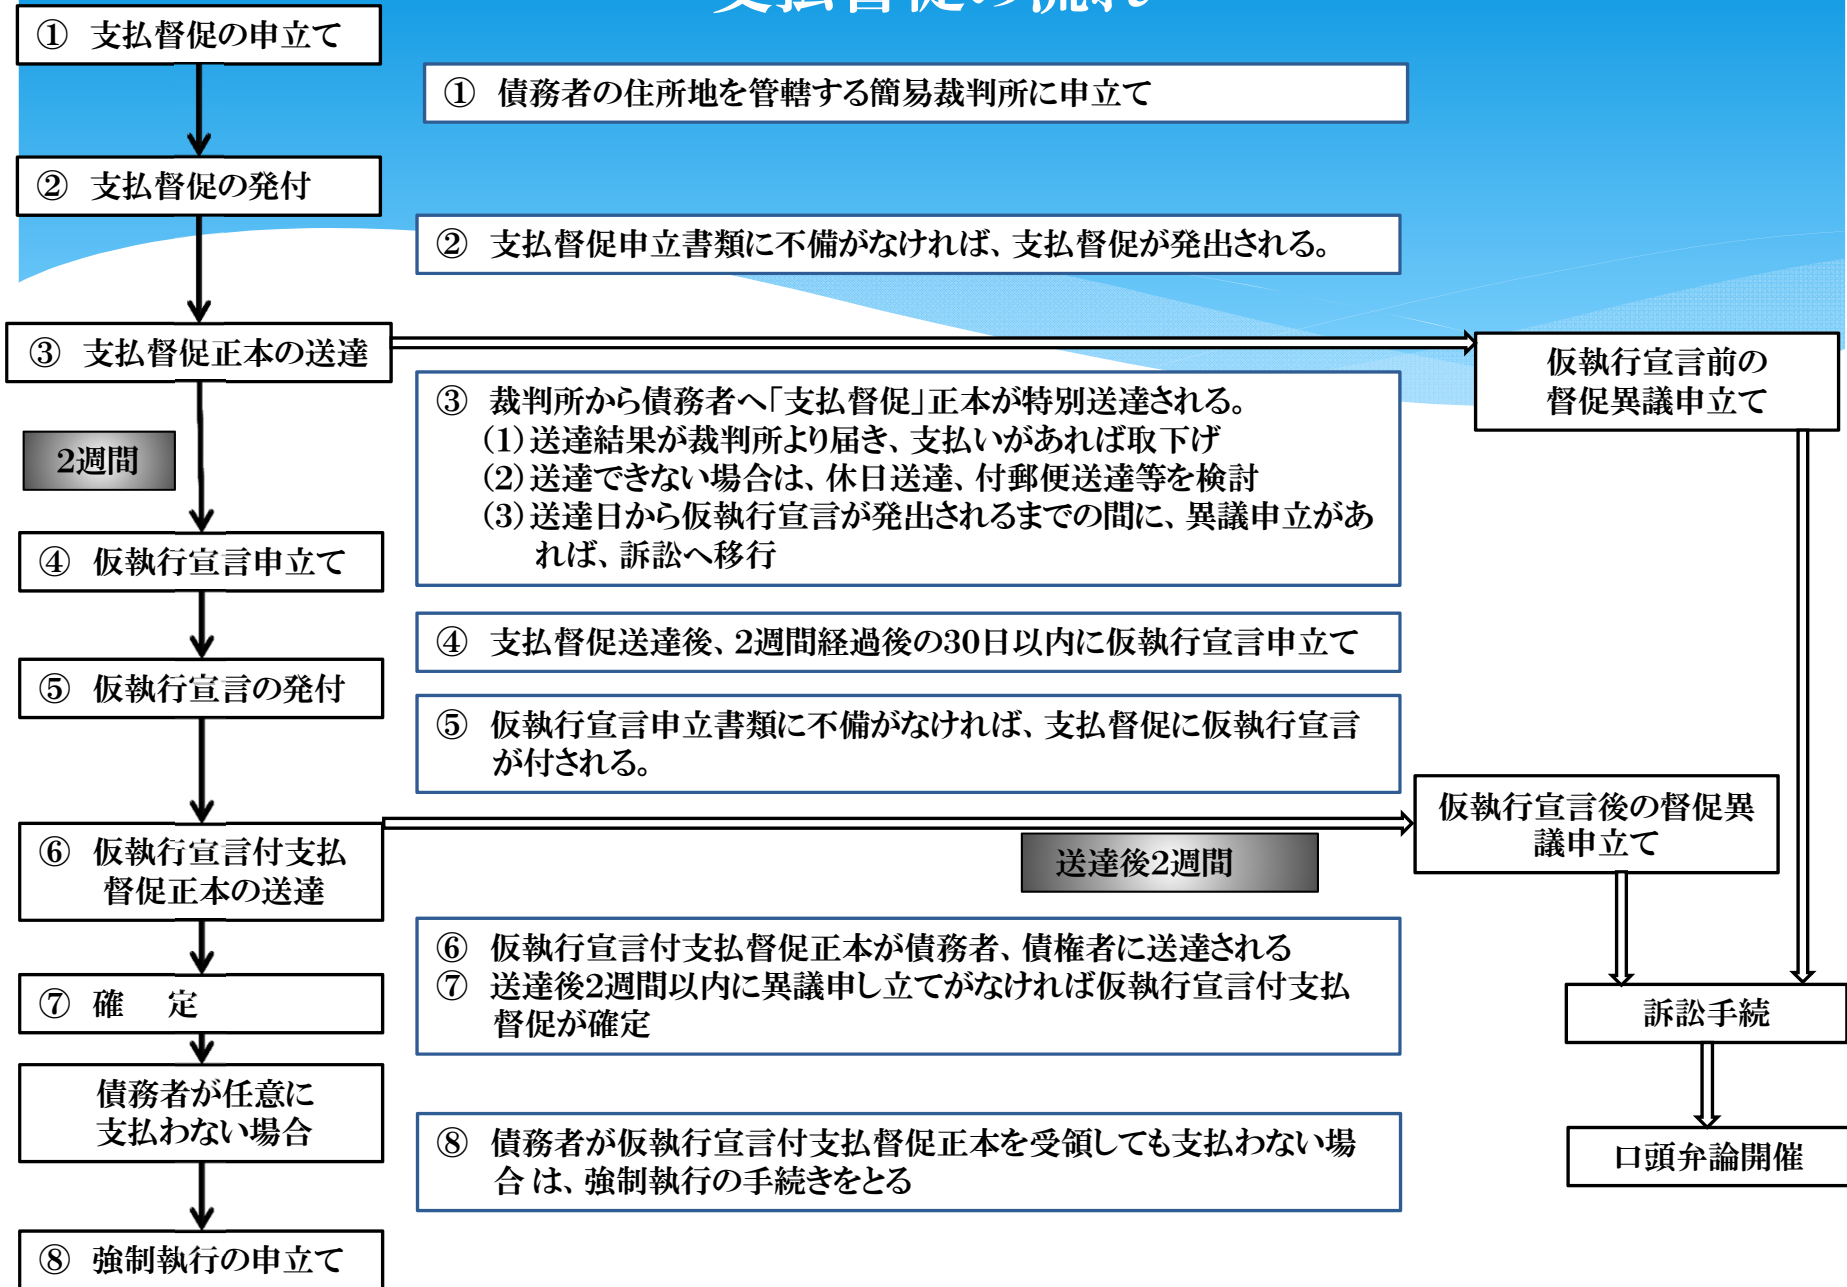 支払督促の流れ
① 支払督促の申立て
① 債務者の住所地を管轄する簡易裁判所に申立て
② 支払督促の発付
② 支払督促申立書類に不備がなければ、支払督促が発出される。
③ 支払督促正本の送達
仮執行宣言前の
督促異議申立て
③ 裁判所から債務者へ「支払督促」正本が特別送達される。
(1)送達結果が裁判所より届き、支払いがあれば取下げ
(2)送達できない場合は、休日送達、付郵便送達等を検討
(3)送達日から仮執行宣言が発出されるまでの間に、異議申立があ
れば、訴訟へ移行
2週間
④ 仮執行宣言申立て
④ 支払督促送達後、2週間経過後の30日以内に仮執行宣言申立て
⑤ 仮執行宣言の発付
⑤ 仮執行宣言申立書類に不備がなければ、支払督促に仮執行宣言
が付される。
⑥ 仮執行宣言付支払
督促正本の送達
仮執行宣言後の督促異
議申立て
送達後2週間
⑥ 仮執行宣言付支払督促正本が債務者、債権者に送達される
⑦ 送達後2週間以内に異議申し立てがなければ仮執行宣言付支払
督促が確定
⑦ 確 定
訴訟手続
債務者が任意に
支払わない場合
⑧ 債務者が仮執行宣言付支払督促正本を受領しても支払わない場
合 は、強制執行の手続きをとる
口頭弁論開催
⑧ 強制執行の申立て